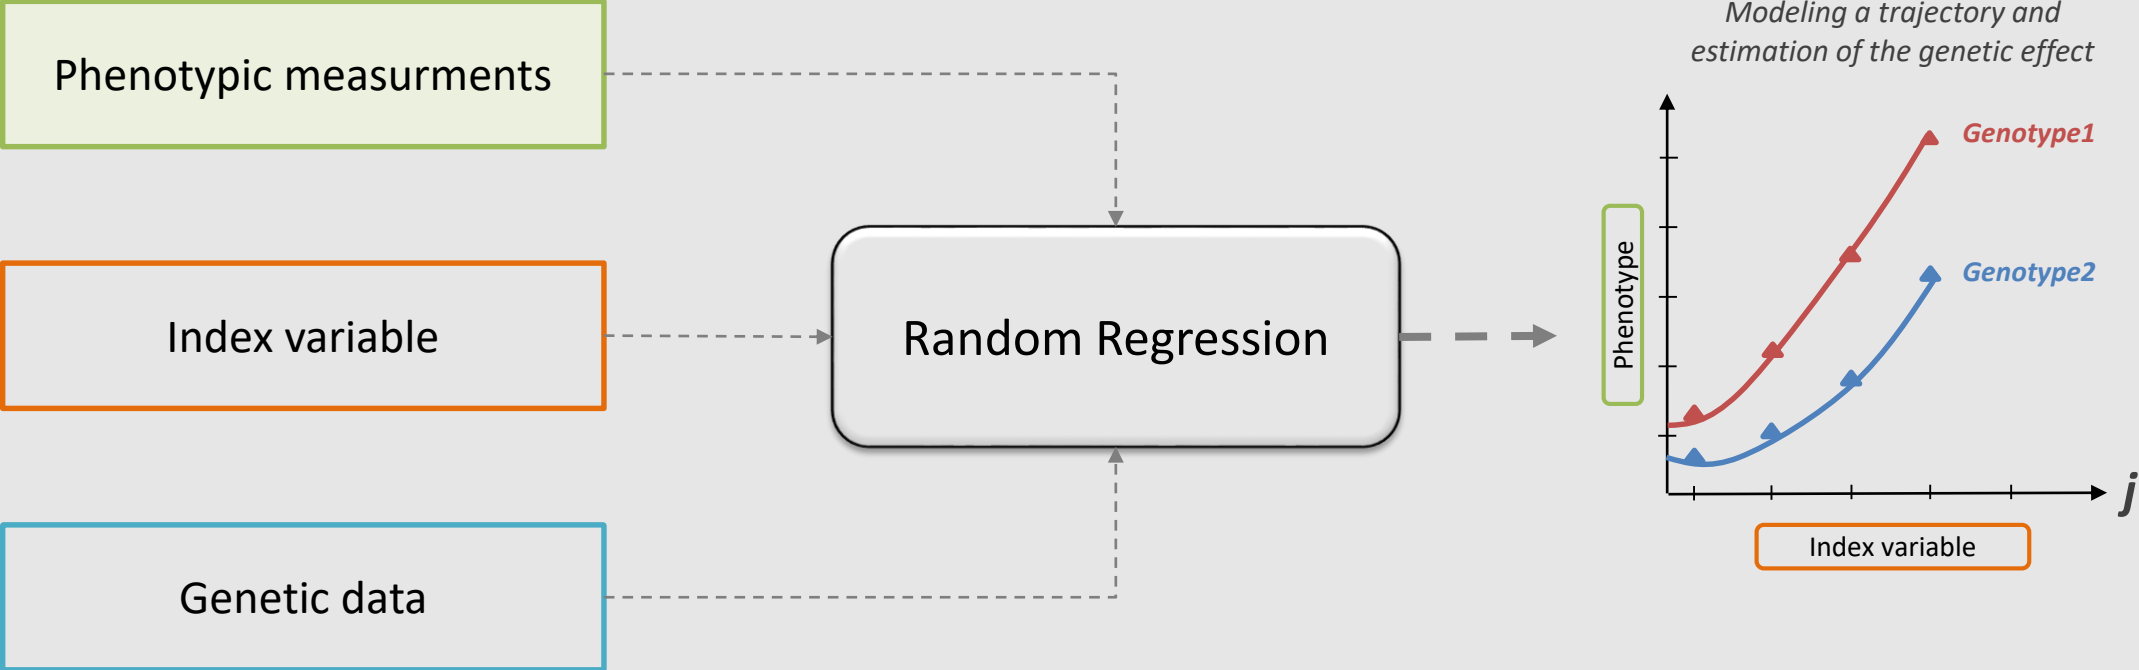 Phenotypic measurments
Index variable
Genetic data
Random Regression
Modeling a trajectory and
estimation of the genetic effect
Genotype1
Genotype2
Phenotype
j
Index variable